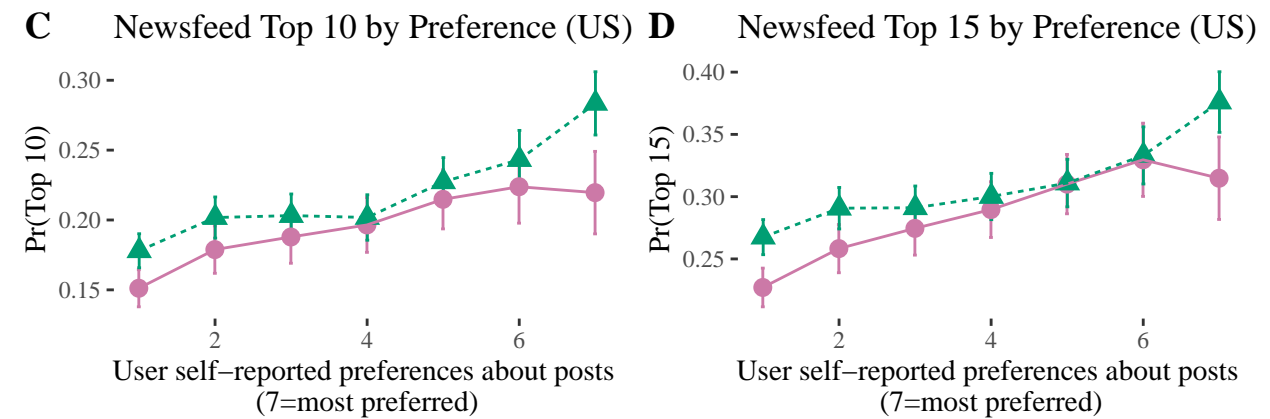 C Newsfeed Top 10 by Preference (US)
Pr(Top 10)
0.30
0.25
0.20
0.15
2 4 6
User self−reported preferences about posts
(7=most preferred)
D Newsfeed Top 15 by Preference (US)
Pr(Top 15)
0.40
0.35
0.30
0.25
2 4 6
User self−reported preferences about posts
(7=most preferred)